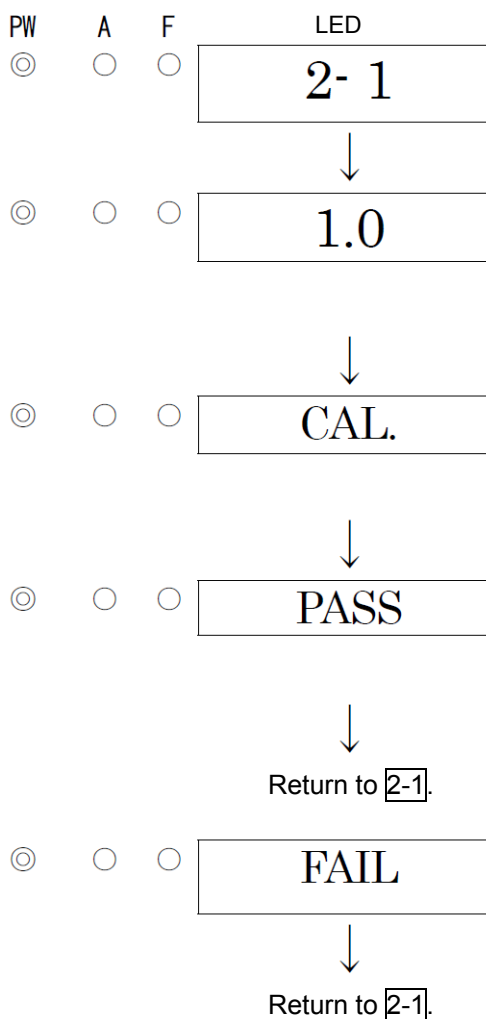 PW A F LED
◎ ○ ○ 2- 1
↓
◎ ○ ○ 1.0
↓
◎ ○ ○ CAL.
↓
◎ ○ ○ PASS
↓
Return to 2-1.
◎ ○ ○ FAIL
↓
Return to 2-1.